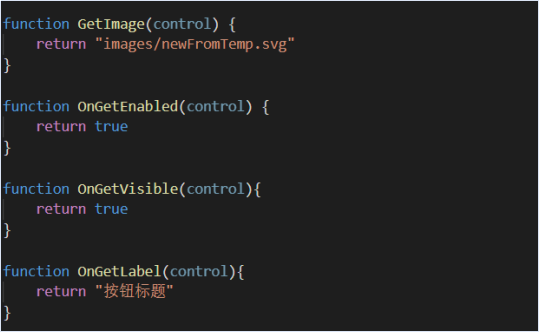 function GetImage(control) {
    return "images/newFromTemp.svg"
}
function OnGetEnabled(control) {
    return true
}
function OnGetVisible(control){
    return true
}
function OnGetLabel(control){
    return "按钮标题"
}